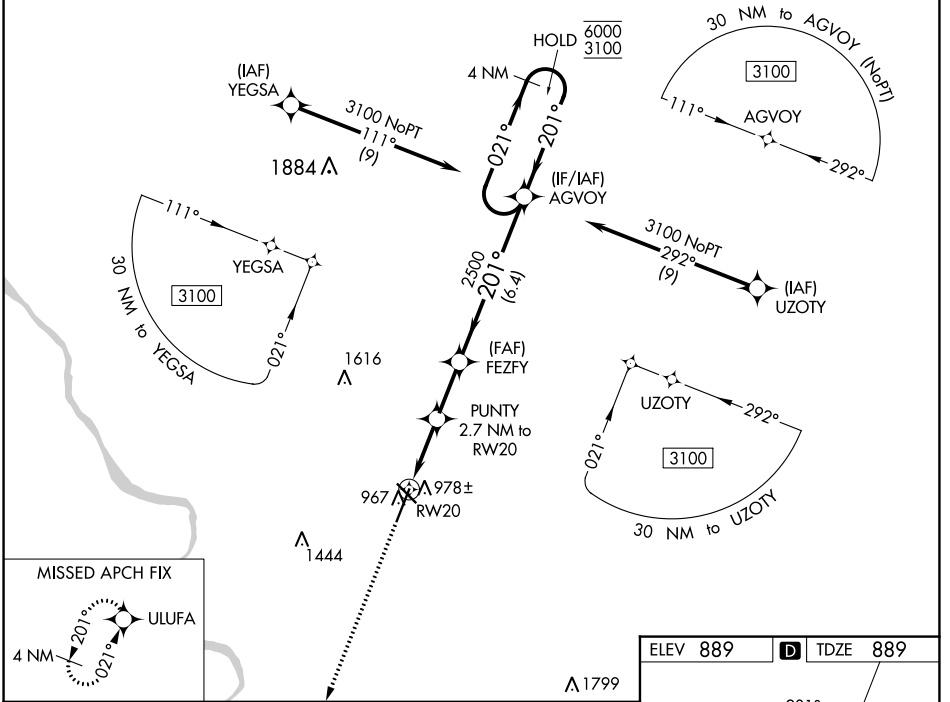 HOLD 6000
3100
4 NM
021°
201°
(IAF)
YEGSA
3100 NoPT
111°
(9)
1884
30 NM to AGVOY (NoPT)
3100
111°
AGVOY
292°
(IF/IAF)
AGVOY
111°
YEGSA
3100
021°
30 NM to YEGSA
2500
201°
(6.4)
3100 NoPT
292°
(9)
(IAF)
UZOTY
1616
(FAF)
FEZFY
PUNTY
2.7 NM to
RW20
UZOTY
292°
021°
3100
30 NM to UZOTY
967
978±
RW20
1444
MISSED APCH FIX
201°
ULUFA
4 NM
021°
1799
ELEV 889 D TDZE 889